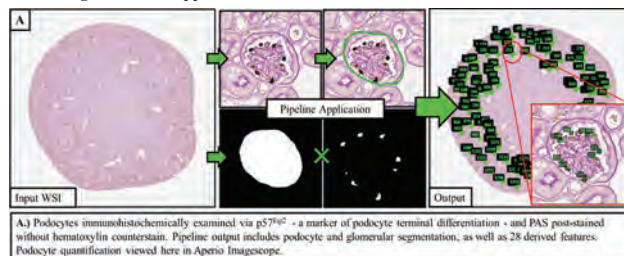 A
Pipeline Application
Input WSI
Output
A.) Podocytes immunohistochemically examined via p57kip2 - a marker of podocyte terminal differentiation - and PAS post-stained
without hematoxylin counterstain. Pipeline output includes podocyte and glomerular segmentation, as well as 28 derived features.
Podocyte quantification viewed here in Aperio Imagescope.